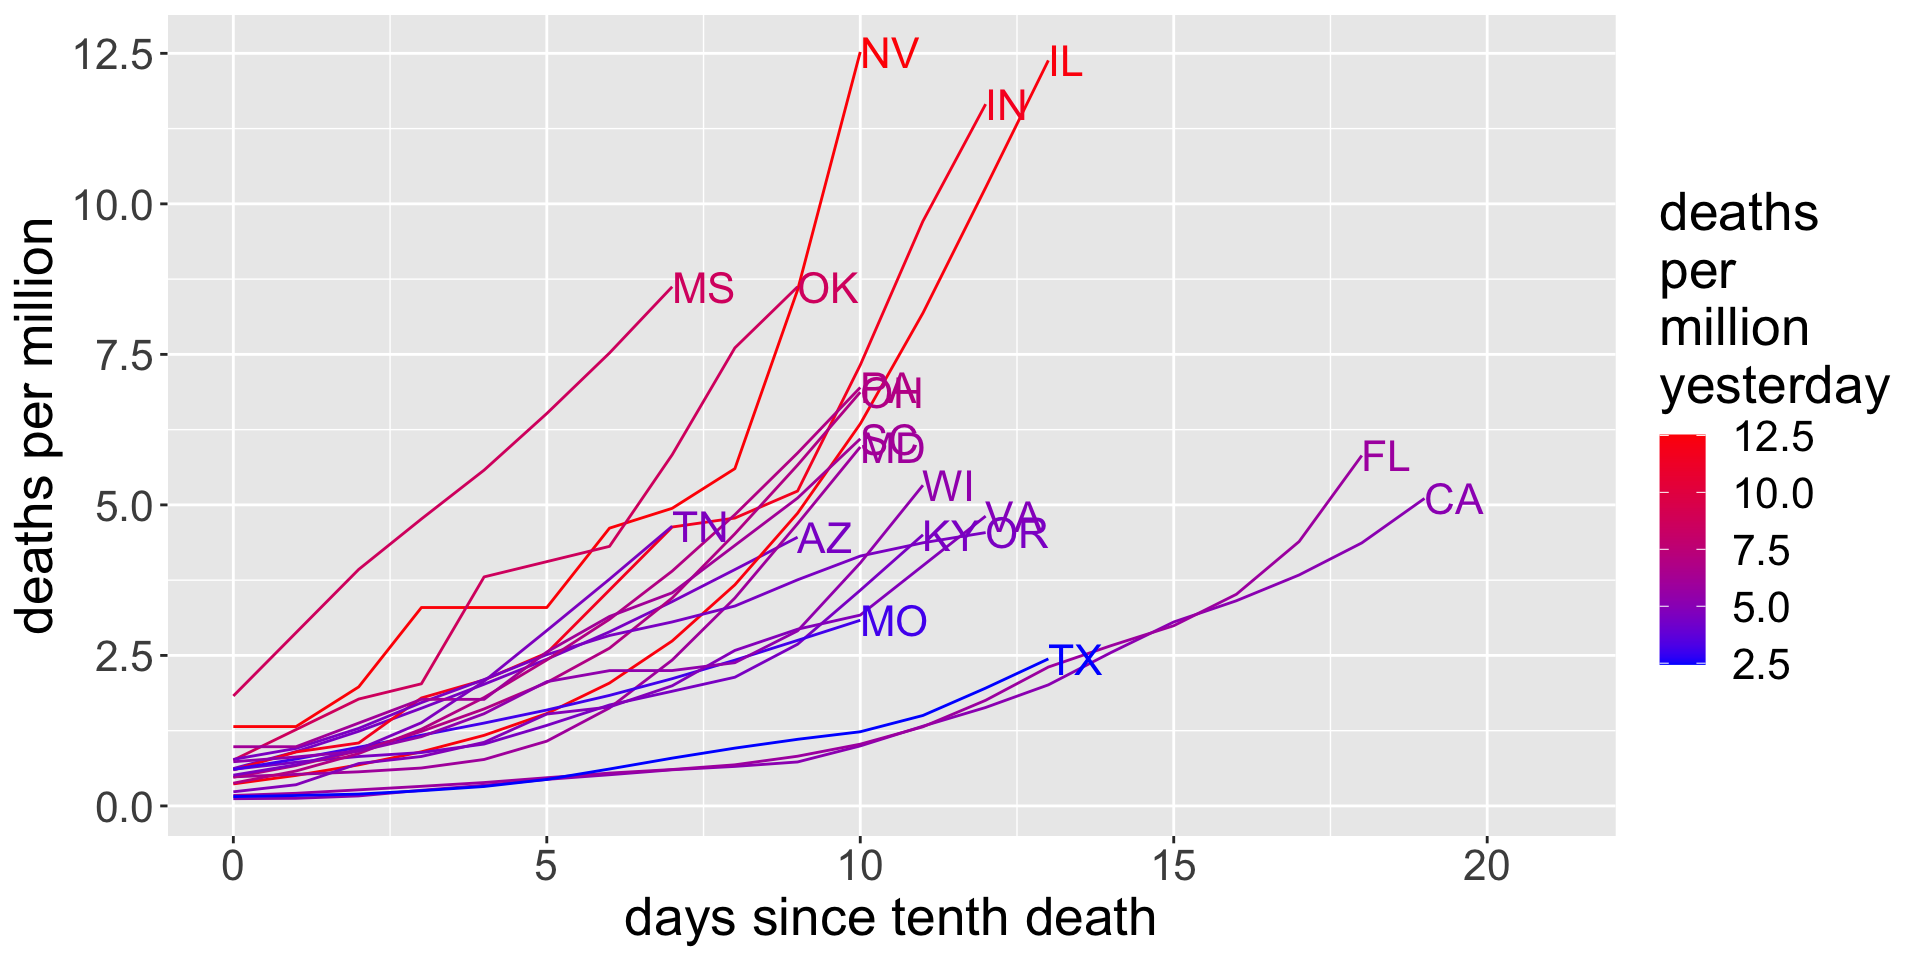 deaths per million
12.5
10.0
7.5
5.0
2.5
0.0
NV
IL
IN
MS
OK
PA
OH
SC
MD
WI
FL
CA
VA
TN
AZ
KY
OR
MO
TX
0
5
10
15
20
days since tenth death
deaths
per
million
yesterday
12.5
10.0
7.5
5.0
2.5